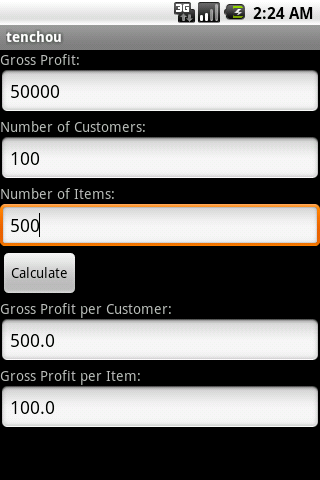 3G 2:24 AM
tenchou
Gross Profit:
50000
Number of Customers:
100
Number of Items:
500
Calculate
Gross Profit per Customer:
500.0
Gross Profit per Item:
100.0